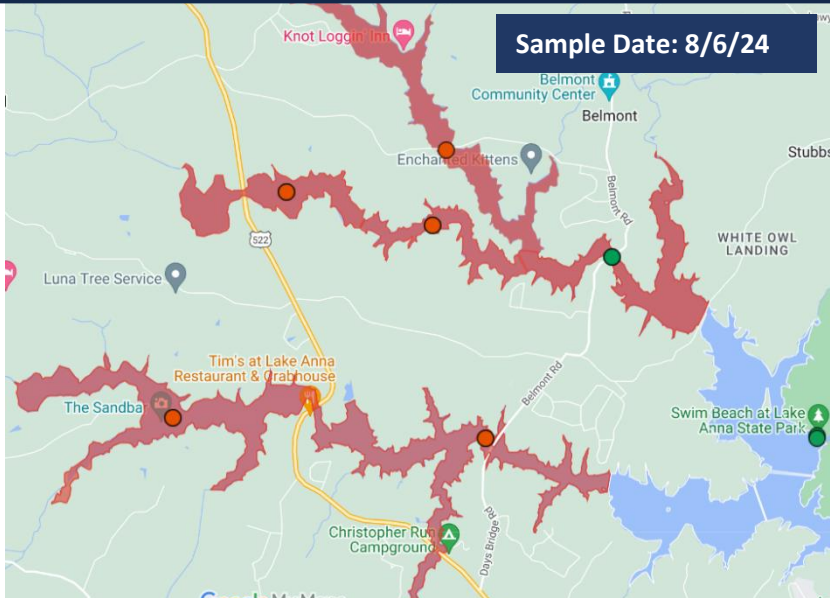 Knot Loggin' Inn
Sample Date: 8/6/24
Belmont
Community Center
Belmont
Enchanted Kittens
Stubbs
Belmont Rd
522
WHITE OWL
LANDING
Luna Tree Service
Tim's at Lake Anna
Restaurant & Crabhouse
The Sandba
Belmont Rd
Swim Beach at Lake
Anna State Park
Christopher Run
Campground
Days Bridge Rd